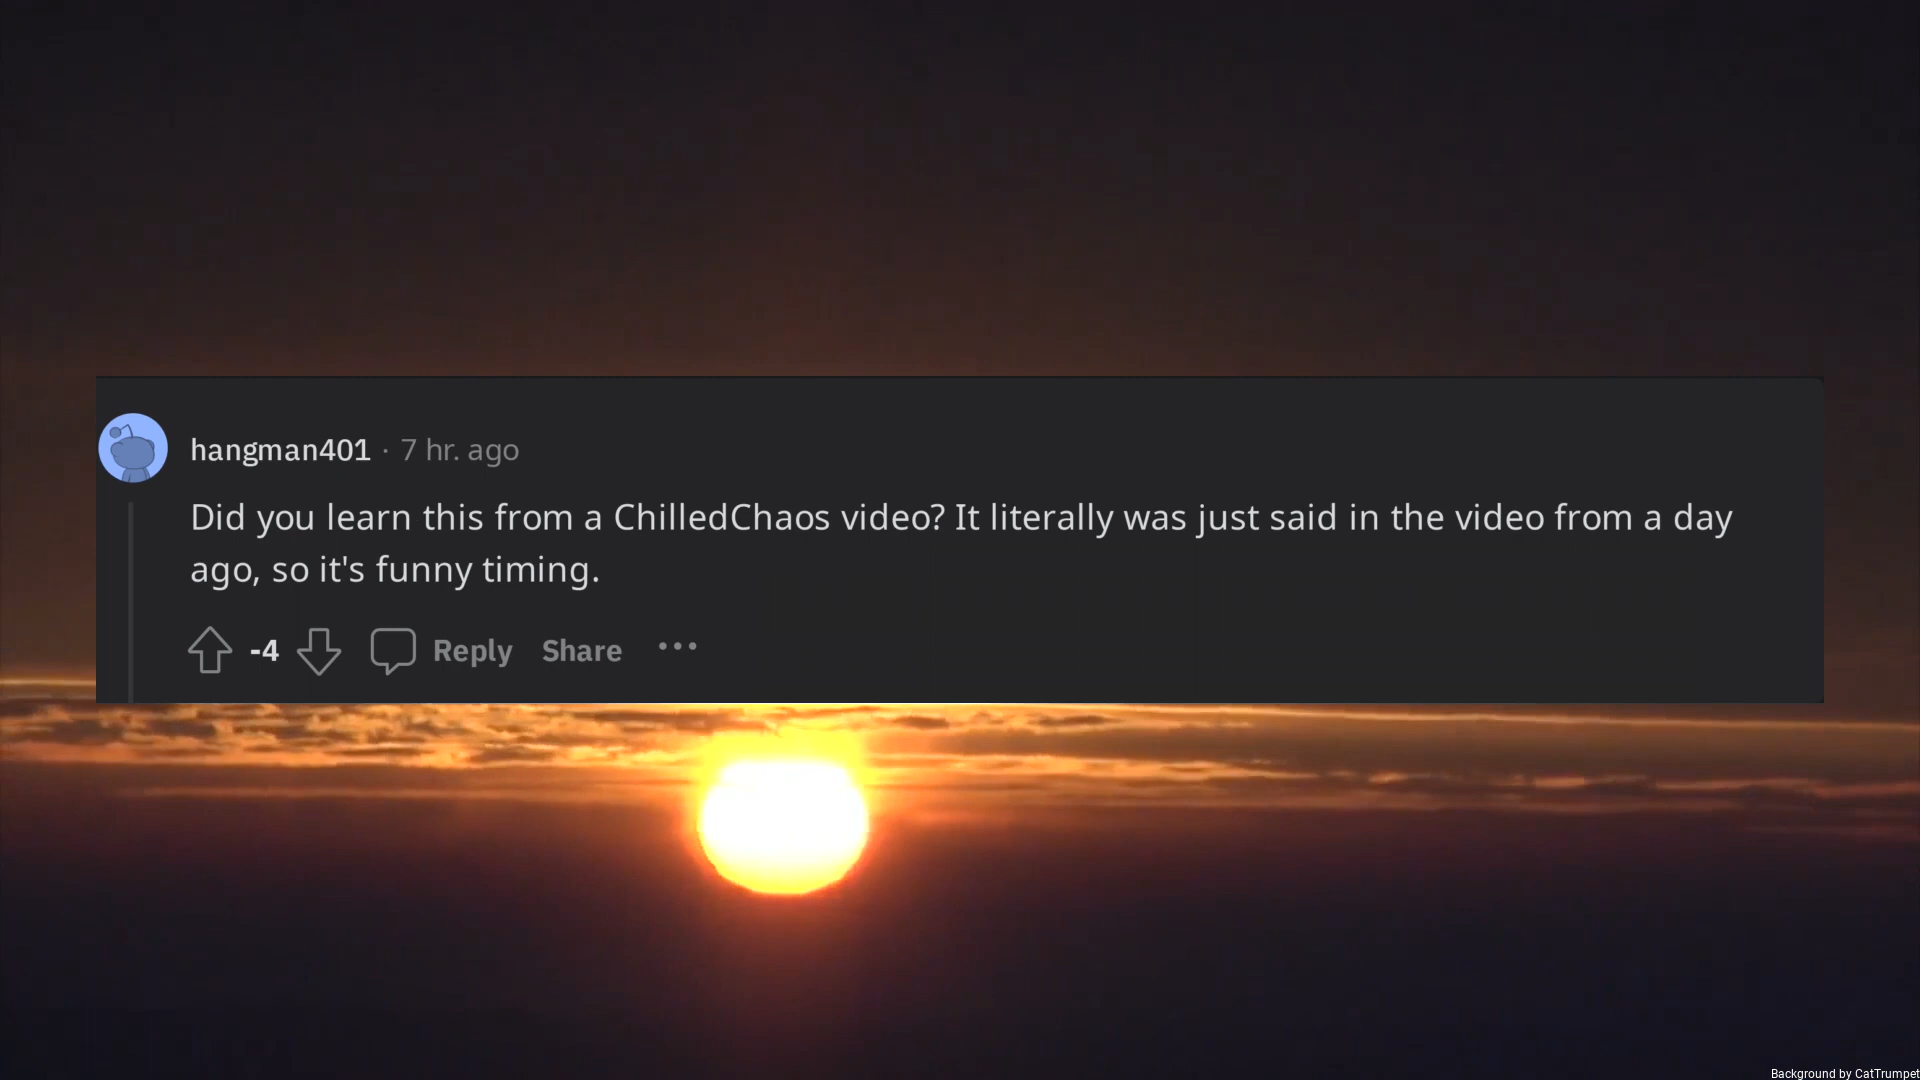 hangman401 · 7 hr. ago
Did you learn this from a ChilledChaos video? It literally was just said in the video from a day
ago, so it's funny timing.
-4 Reply Share ...
Background by CatTrumpet